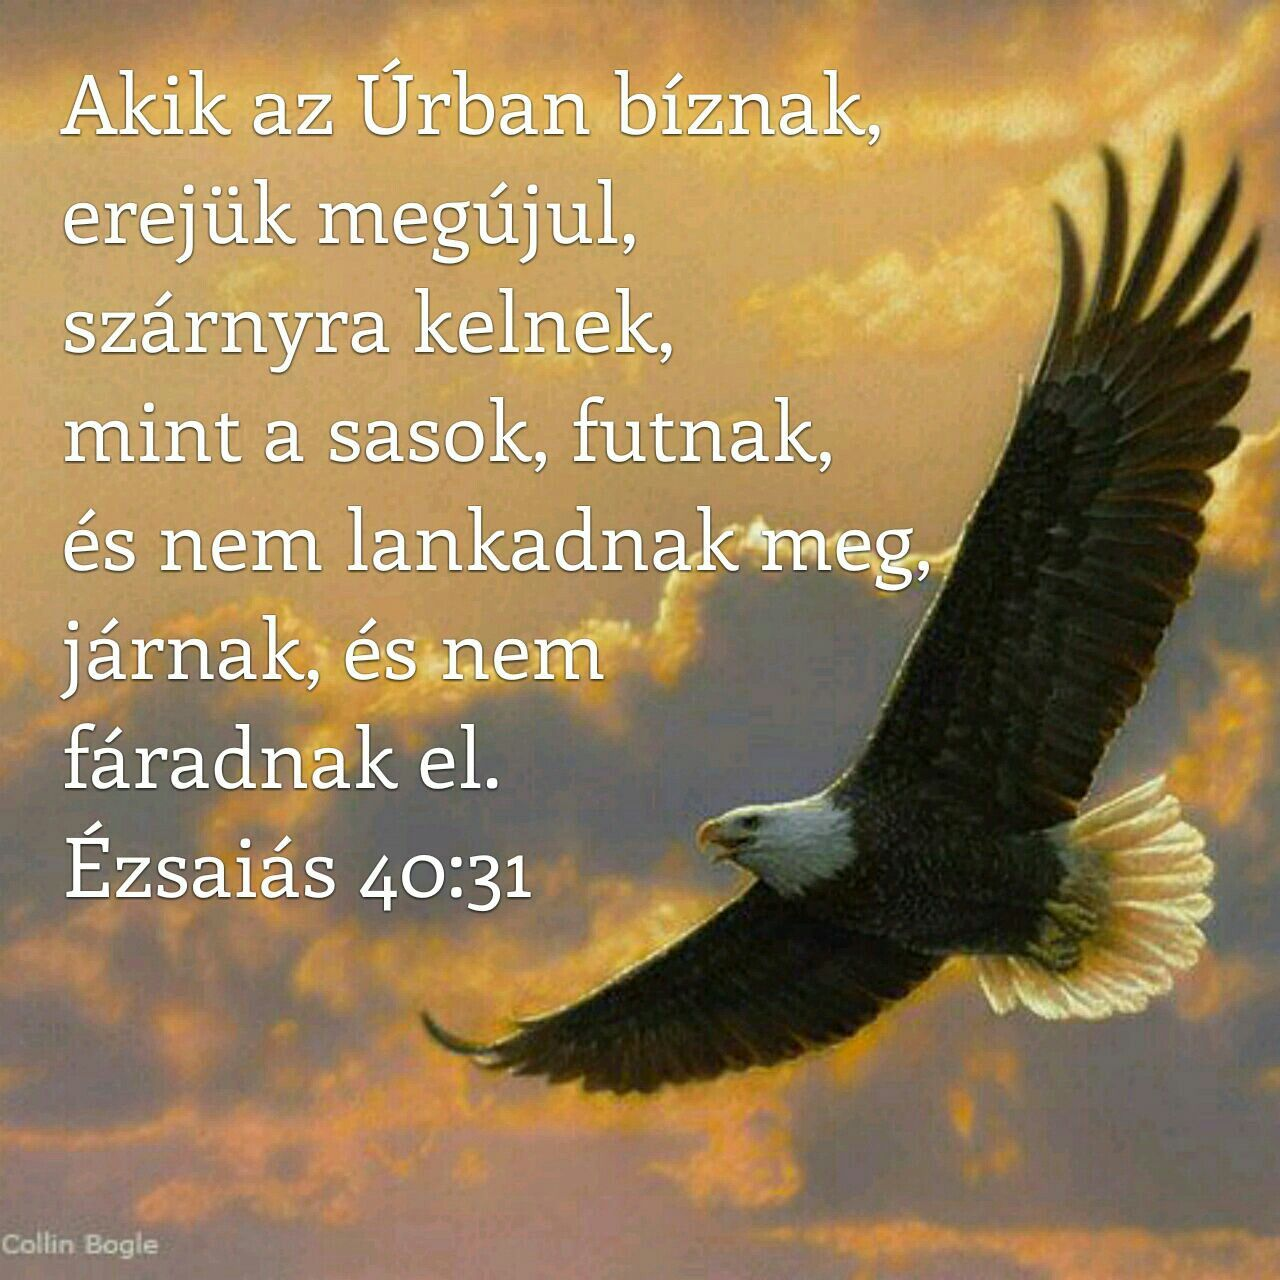 Akik az Úrban bíznak,
erejük megújul,
szárnyra kelnek,
mint a sasok, futnak,
és nem lankadnak meg,
járnak, és nem
fáradnak el.
Ézsaiás 40:31
Collin Bogle